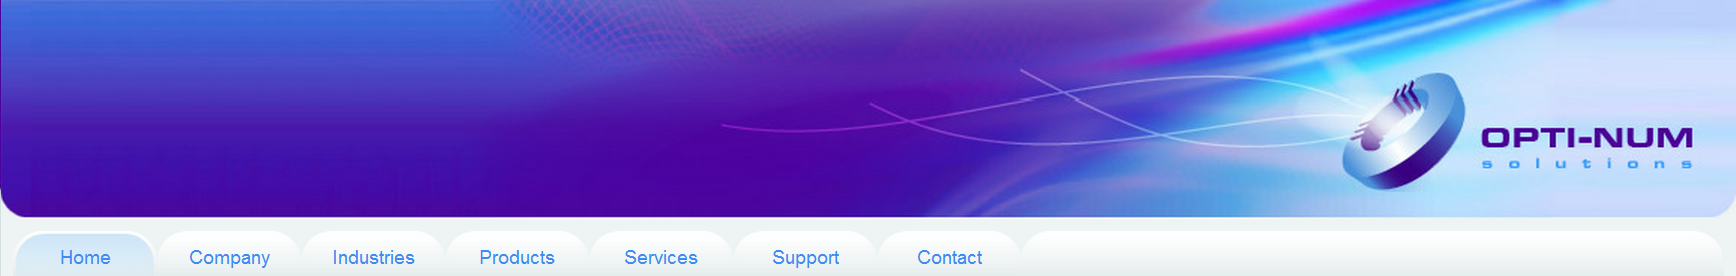 OPTI-NUM
solutions
Home Company Industries Products Services Support Contact